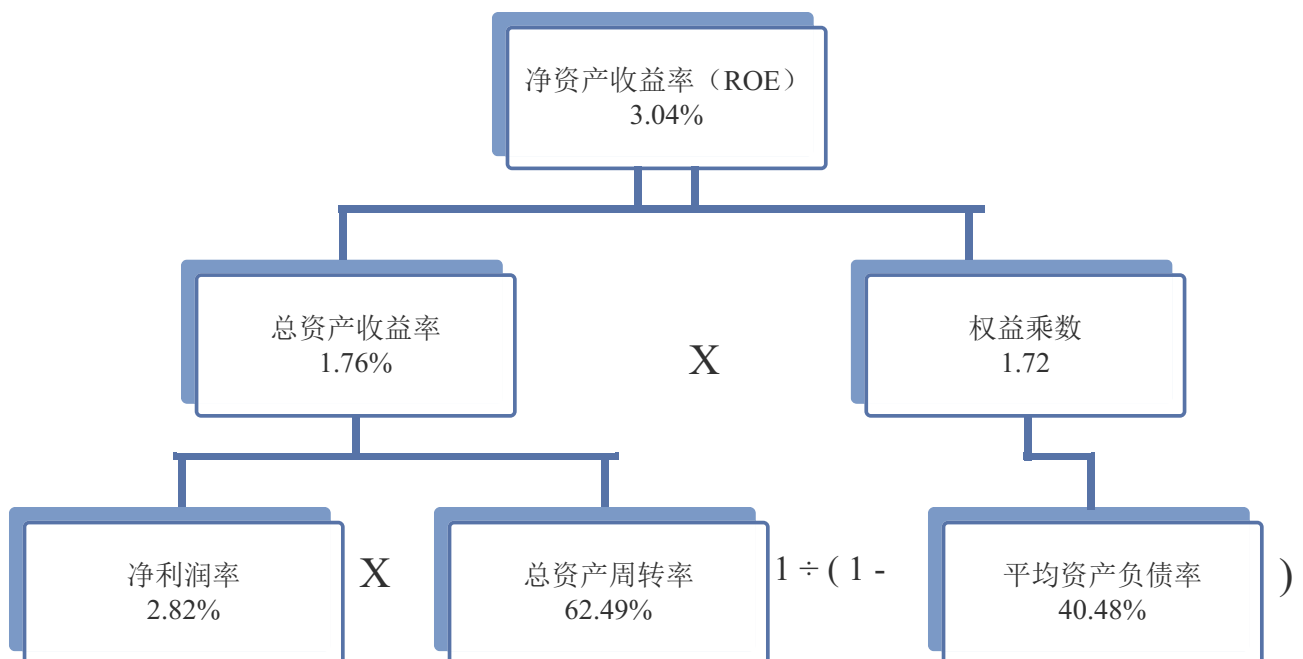 净资产收益率（ROE）
3.04%
总资产收益率
1.76%
X
权益乘数
1.72
净利润率
2.82%
X
总资产周转率
62.49%
1 ÷ ( 1 -
平均资产负债率
40.48%
)